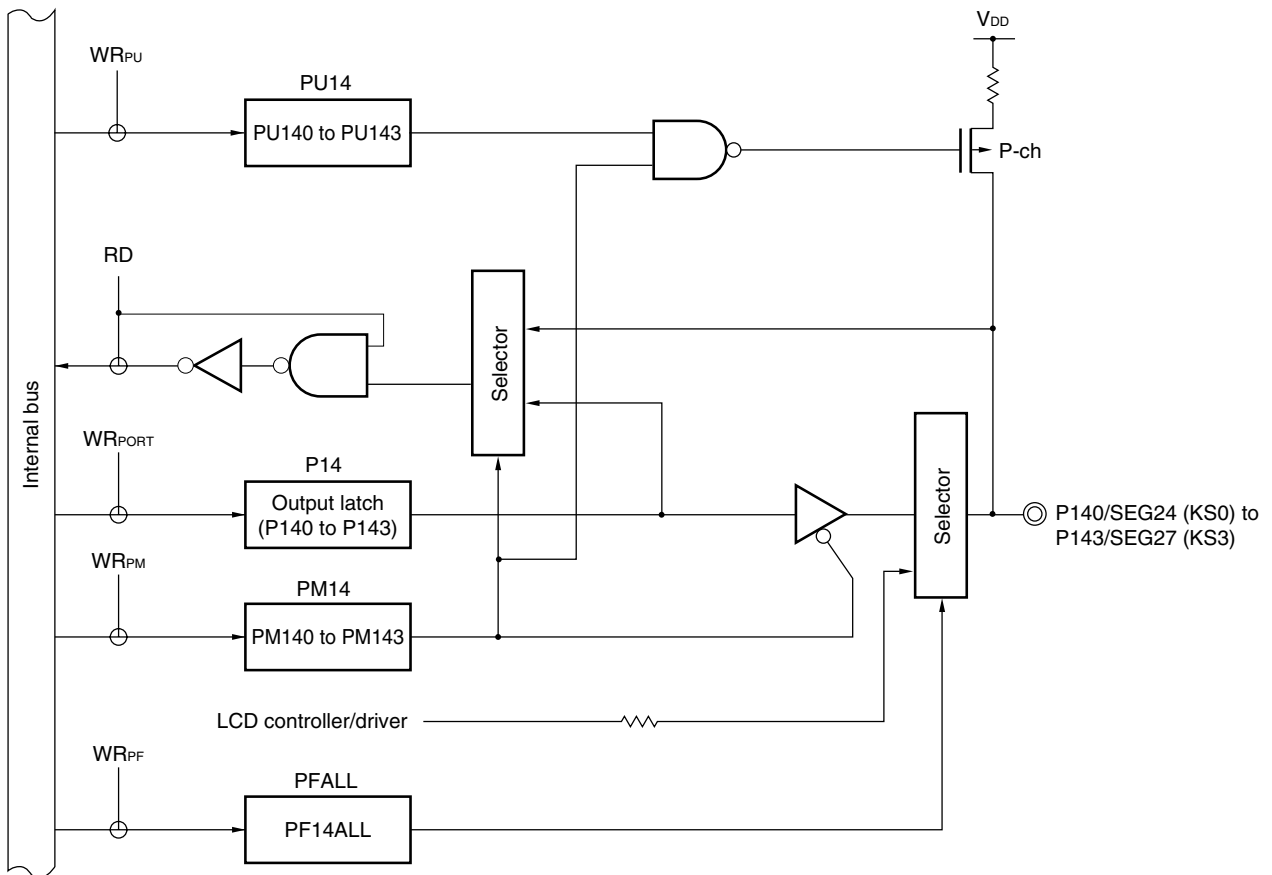 VDD
WRPU
PU14
PU140 to PU143
P-ch
RD
Selector
Internal bus
WRPORT
P14
Output latch
(P140 to P143)
Selector
P140/SEG24 (KS0) to
P143/SEG27 (KS3)
WRPM
PM14
PM140 to PM143
LCD controller/driver
WRPF
PFALL
PF14ALL